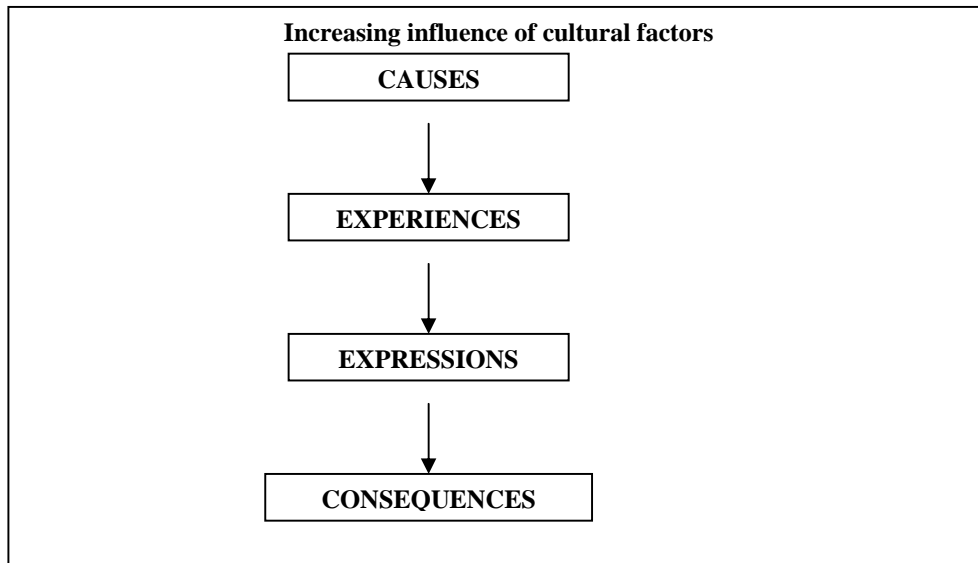 Increasing influence of cultural factors
CAUSES
EXPERIENCES
EXPRESSIONS
CONSEQUENCES